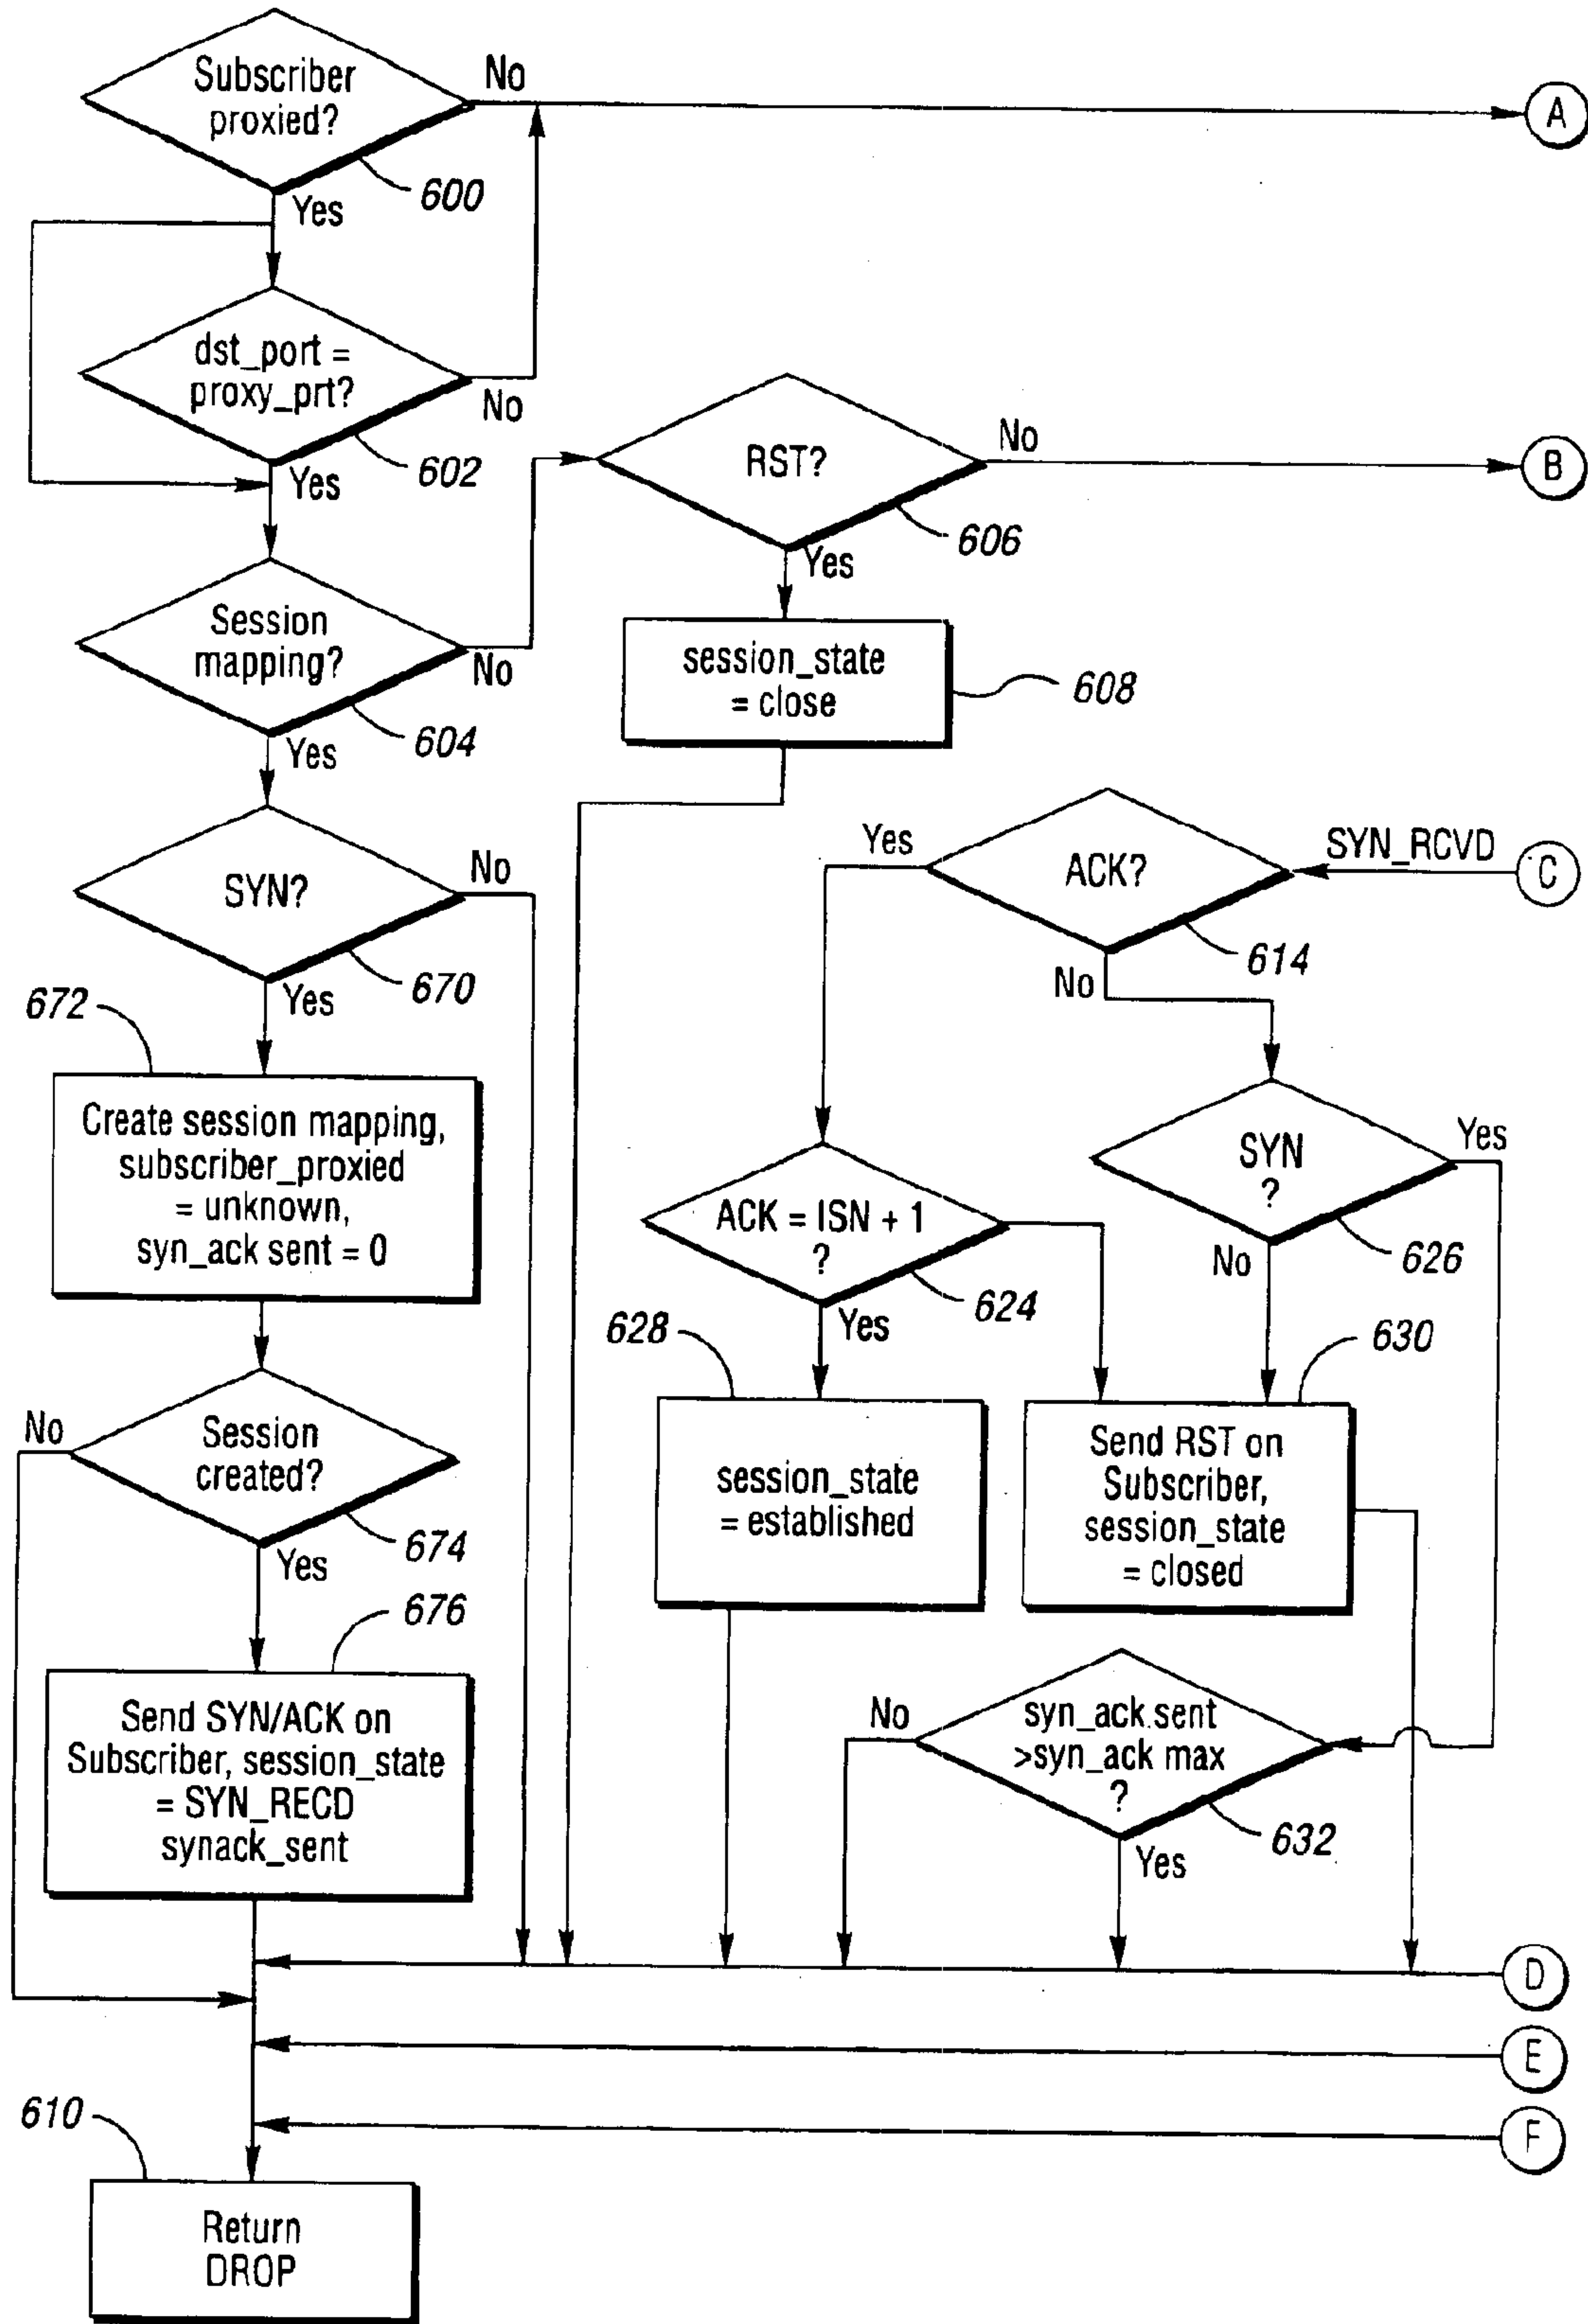 Subscriber
proxied?
No
A
600
Yes
dst_port =
proxy_prt?
No
602
Yes
RST?
No
B
606
Yes
Session
mapping?
No
604
Yes
session_state
= close
608
SYN?
No
670
Yes
Yes
ACK?
SYN_RCVD
C
614
No
672
Create session mapping,
subscriber_proxied
= unknown,
syn_ack sent = 0
ACK = ISN + 1
?
624
Yes
SYN
?
Yes
626
No
628
session_state
= established
630
Send RST on
Subscriber,
session_state
= closed
No
Session
created?
674
Yes
676
Send SYN/ACK on
Subscriber, session_state
= SYN_RECD
synack_sent
No
syn_ack.sent
>syn_ack max
?
632
Yes
D
E
F
610
Return
DROP